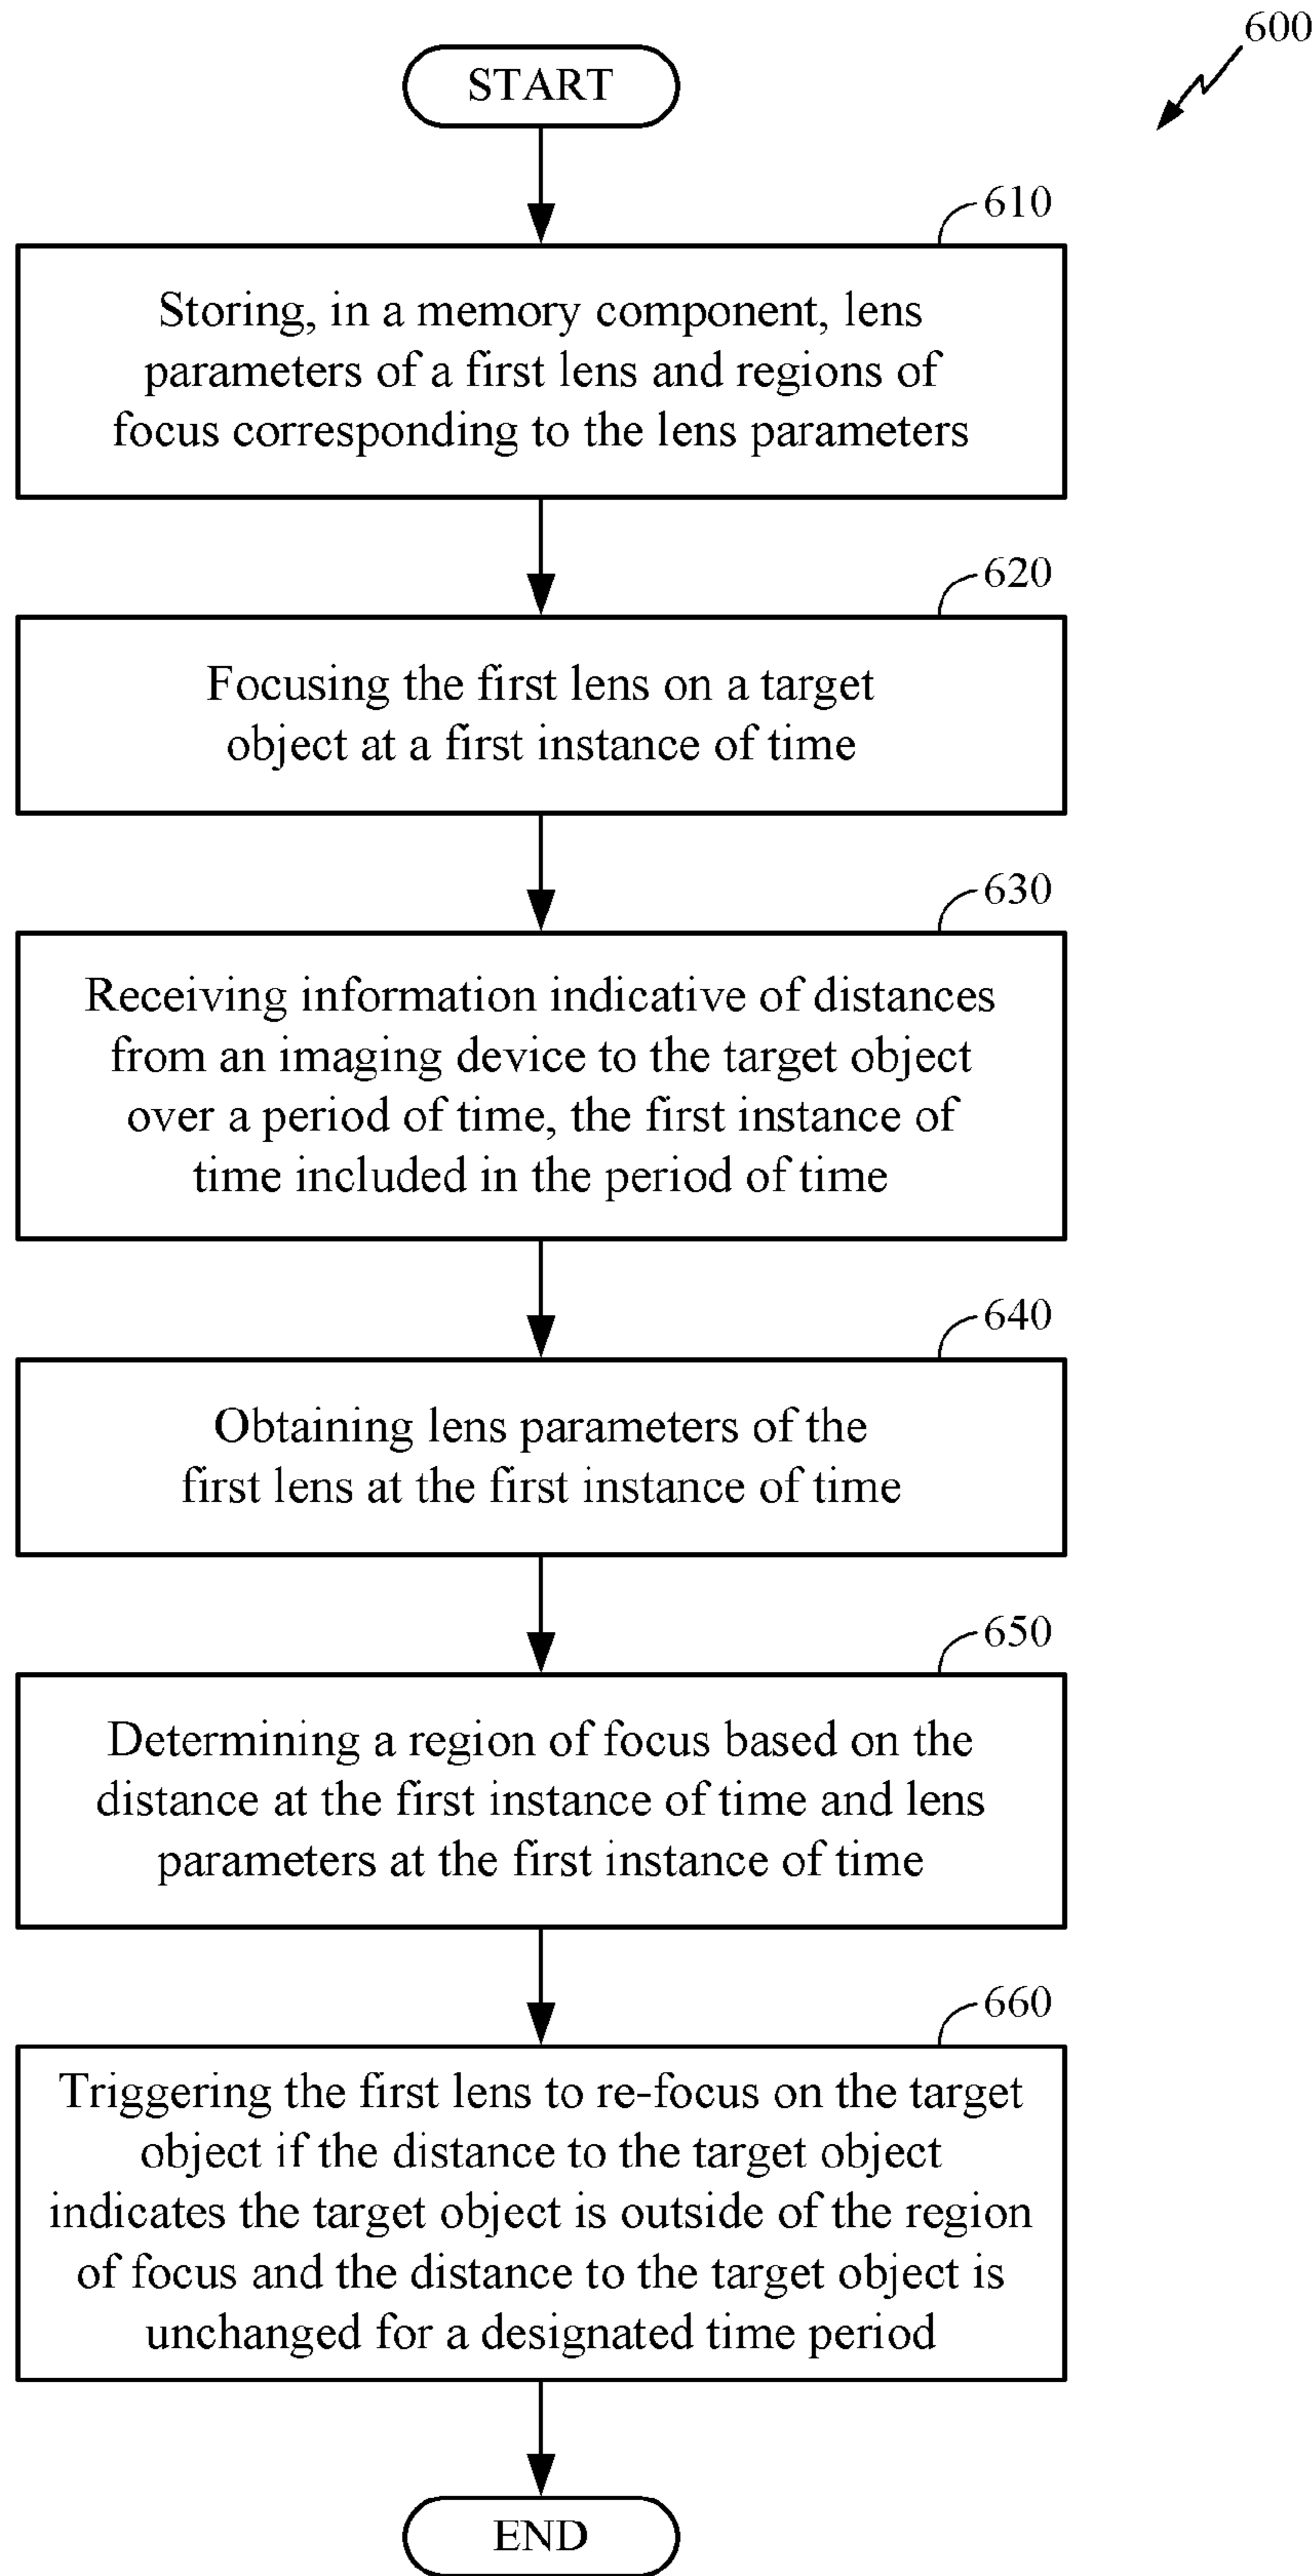 600
START
610
Storing, in a memory component, lens
parameters of a first lens and regions of
focus corresponding to the lens parameters
620
Focusing the first lens on a target
object at a first instance of time
630
Receiving information indicative of distances
from an imaging device to the target object
over a period of time, the first instance of
time included in the period of time
640
Obtaining lens parameters of the
first lens at the first instance of time
650
Determining a region of focus based on the
distance at the first instance of time and lens
parameters at the first instance of time
660
Triggering the first lens to re-focus on the target
object if the distance to the target object
indicates the target object is outside of the region
of focus and the distance to the target object is
unchanged for a designated time period
END